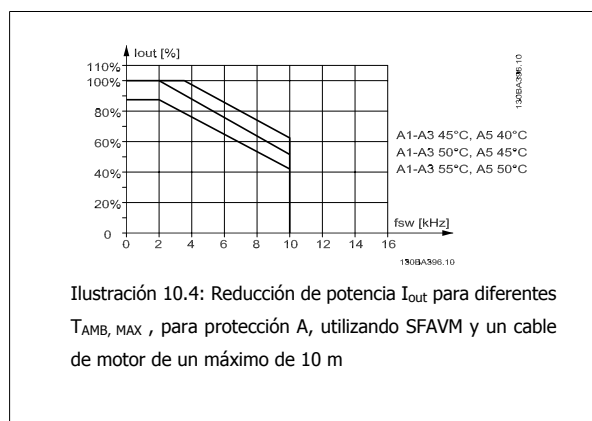 Iout [%]
110%
100%
80%
60%
40%
20%
0
0 2 4 6 8 10 12 14 16
fsw [kHz]
A1-A3 45°C, A5 40°C
A1-A3 50°C, A5 45°C
A1-A3 55°C, A5 50°C
130BA396.10
130BA396.10
Ilustración 10.4: Reducción de potencia Iout para diferentes
TAMB, MAX , para protección A, utilizando SFAVM y un cable
de motor de un máximo de 10 m